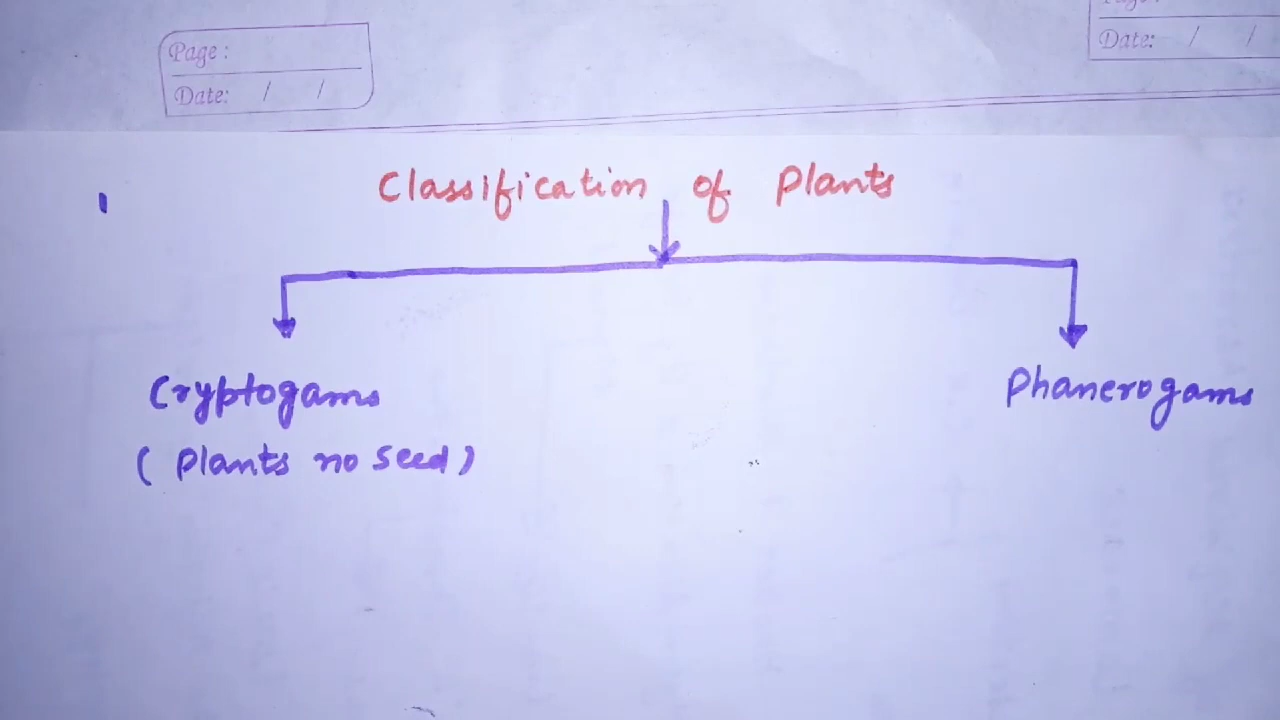 Page :
Date: / /
Date: / /
Classification of Plants
Cryptogams
(Plants no seed)
Phanerogams